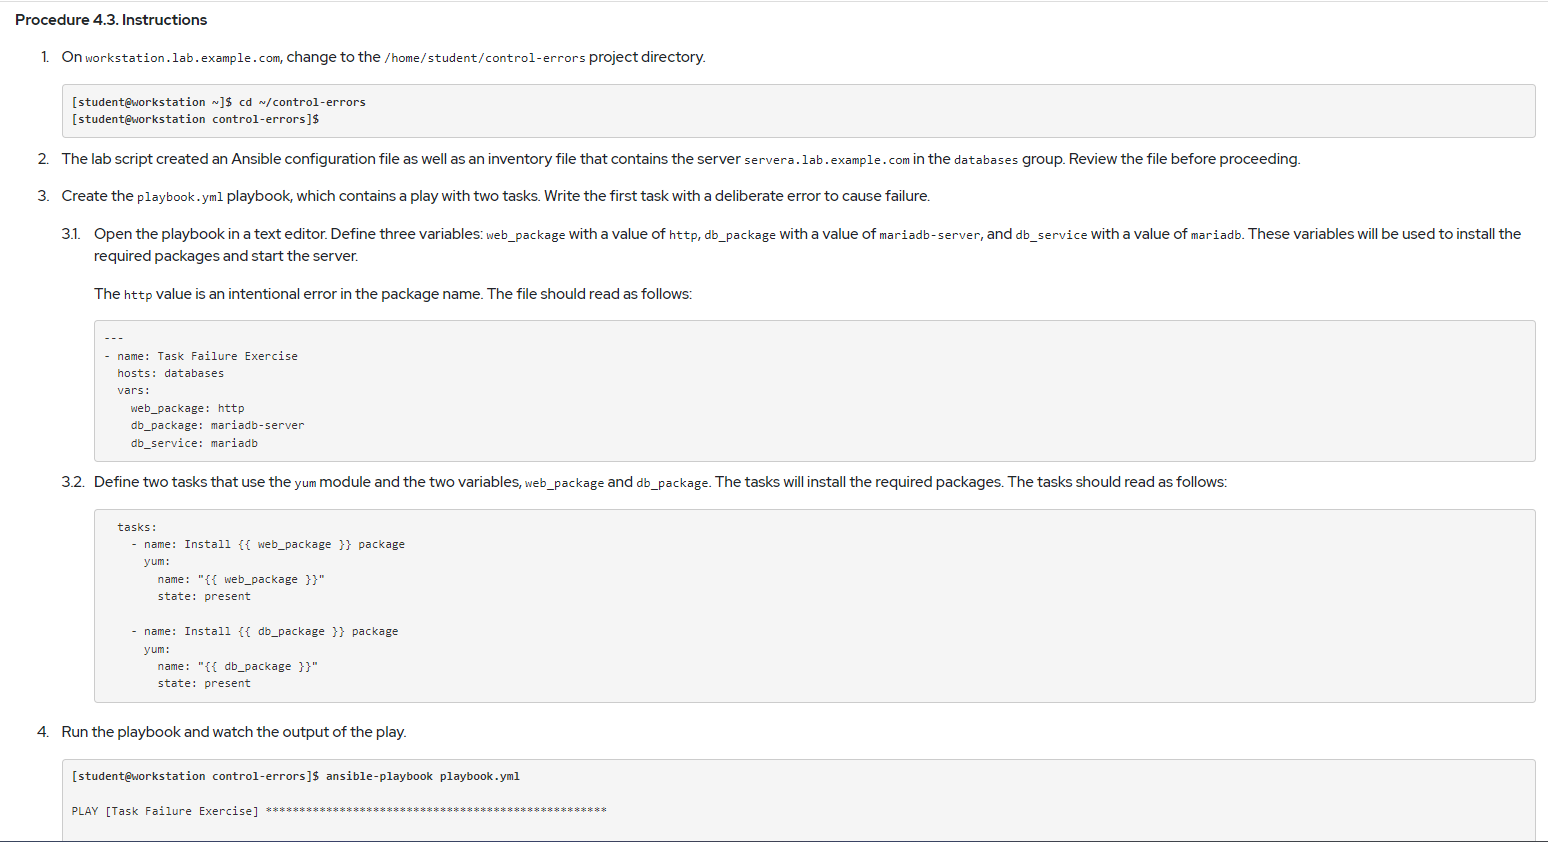 Procedure 4.3. Instructions
1. On workstation.lab.example.com, change to the /home/student/control-errors project directory.
[student@workstation ~]$ cd ~/control-errors
[student@workstation control-errors]$
2. The lab script created an Ansible configuration file as well as an inventory file that contains the server servera.lab.example.com in the databases group. Review the file before proceeding.
3. Create the playbook.yml playbook, which contains a play with two tasks. Write the first task with a deliberate error to cause failure.
3.1. Open the playbook in a text editor. Define three variables: web_package with a value of http, db_package with a value of mariadb-server, and db_service with a value of mariadb. These variables will be used to install the
required packages and start the server.
The http value is an intentional error in the package name. The file should read as follows:
---
- name: Task Failure Exercise
  hosts: databases
  vars:
    web_package: http
    db_package: mariadb-server
    db_service: mariadb
3.2. Define two tasks that use the yum module and the two variables, web_package and db_package. The tasks will install the required packages. The tasks should read as follows:
  tasks:
    - name: Install {{ web_package }} package
      yum:
        name: "{{ web_package }}"
        state: present
    - name: Install {{ db_package }} package
      yum:
        name: "{{ db_package }}"
        state: present
4. Run the playbook and watch the output of the play.
[student@workstation control-errors]$ ansible-playbook playbook.yml
PLAY [Task Failure Exercise] ***************************************************